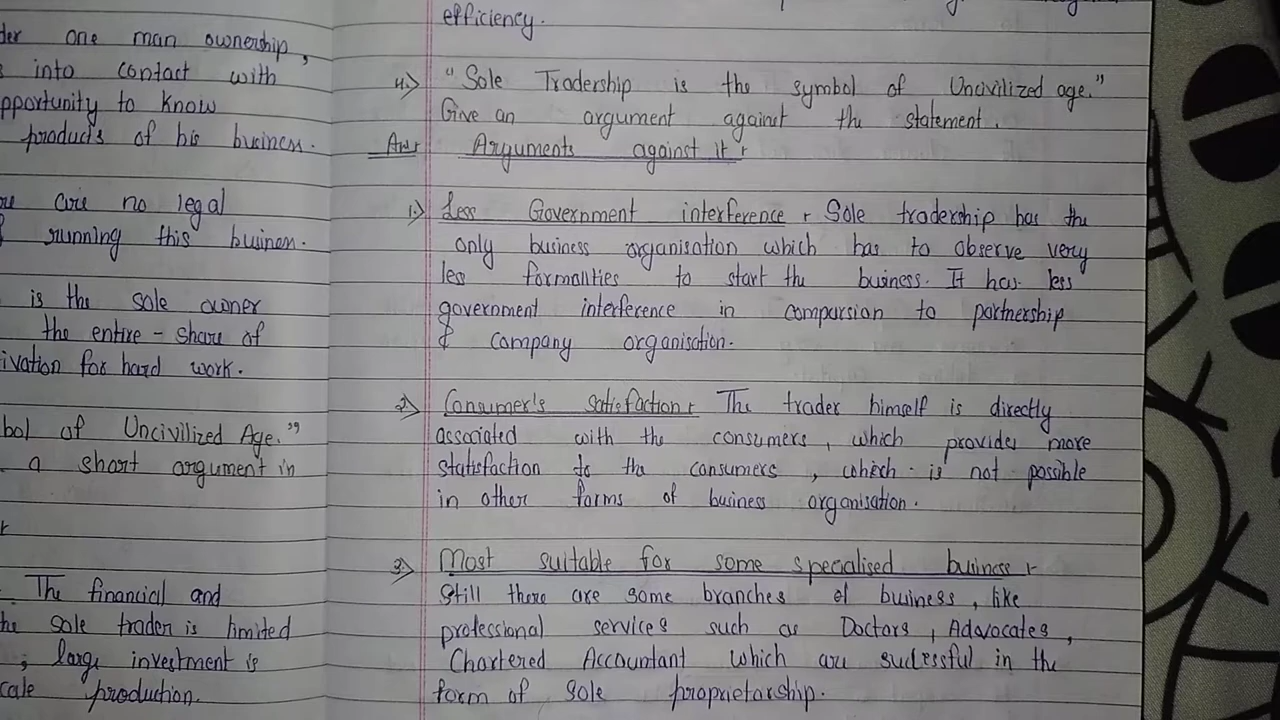 one man ownership,
into contact with
opportunity to know
products of his business.
are no legal
running this businen.
is the sole owner
the entire - share of
ivation for hard work.
bol of Uncivilized Age."
a short argument in
The financial and
he sole trader is limited
; large investment is
cale production.
efficiency.
4) "Sole Tradership is the symbol of Uncivilized age."
Give an argument against the statement.
Ans Arguments against it
1.) Less Government interference Sole tradership has the
only business organisation which has to observe very
less formalities to start the business. It has less
government interference in comparsion to partnership
& company organisation.
2) Consumer's Satisfaction The trader himself is directly
associated with the consumers, which provides more
statisfaction to the consumers, which is not possible
in other forms of business organisation.
3) Most suitable for some specialised business
Still there are some branches of business, like
professional services such as Doctors, Adavocates,
Chartered Accountant which are sucessful in the
form of Sole proprietorship.